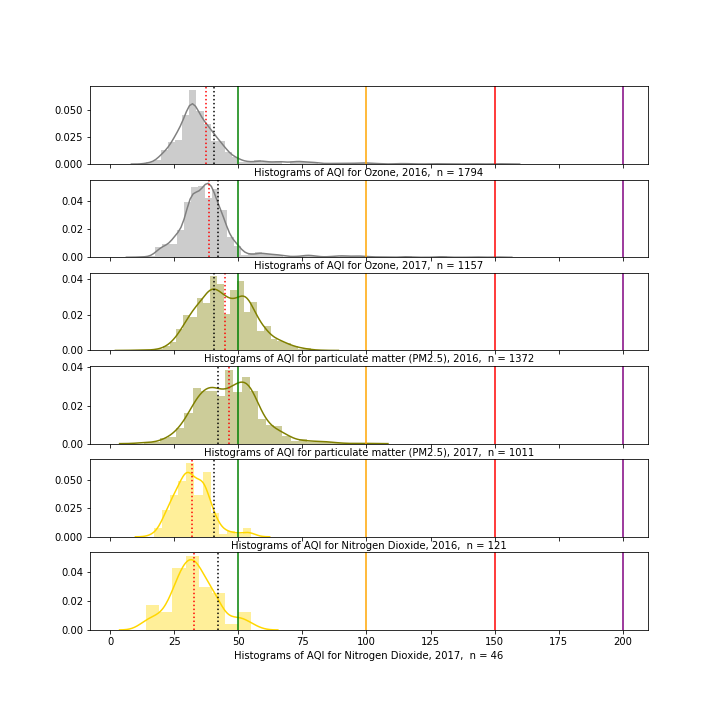 0.050
0.025
0.000
Histograms of AQI for Ozone, 2016,  n = 1794
0.04
0.02
0.00
Histograms of AQI for Ozone, 2017,  n = 1157
0.04
0.02
0.00
Histograms of AQI for particulate matter (PM2.5), 2016,  n = 1372
0.04
0.02
0.00
Histograms of AQI for particulate matter (PM2.5), 2017,  n = 1011
0.050
0.025
0.000
Histograms of AQI for Nitrogen Dioxide, 2016,  n = 121
0.04
0.02
0.00
0 25 50 75 100 125 150 175 200
Histograms of AQI for Nitrogen Dioxide, 2017,  n = 46